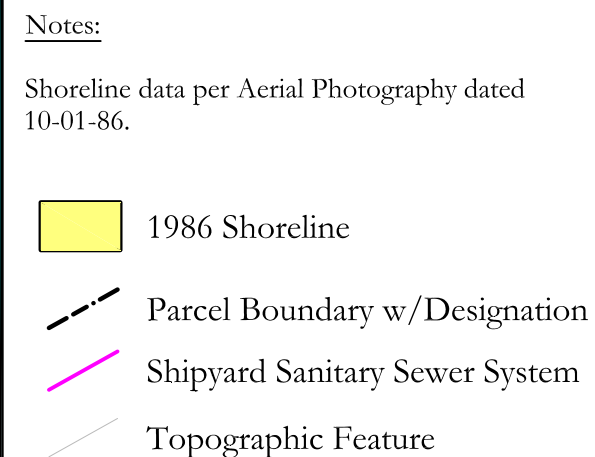 Notes:
Shoreline data per Aerial Photography dated
10-01-86.
1986 Shoreline
Parcel Boundary w/Designation
Shipyard Sanitary Sewer System
Topographic Feature